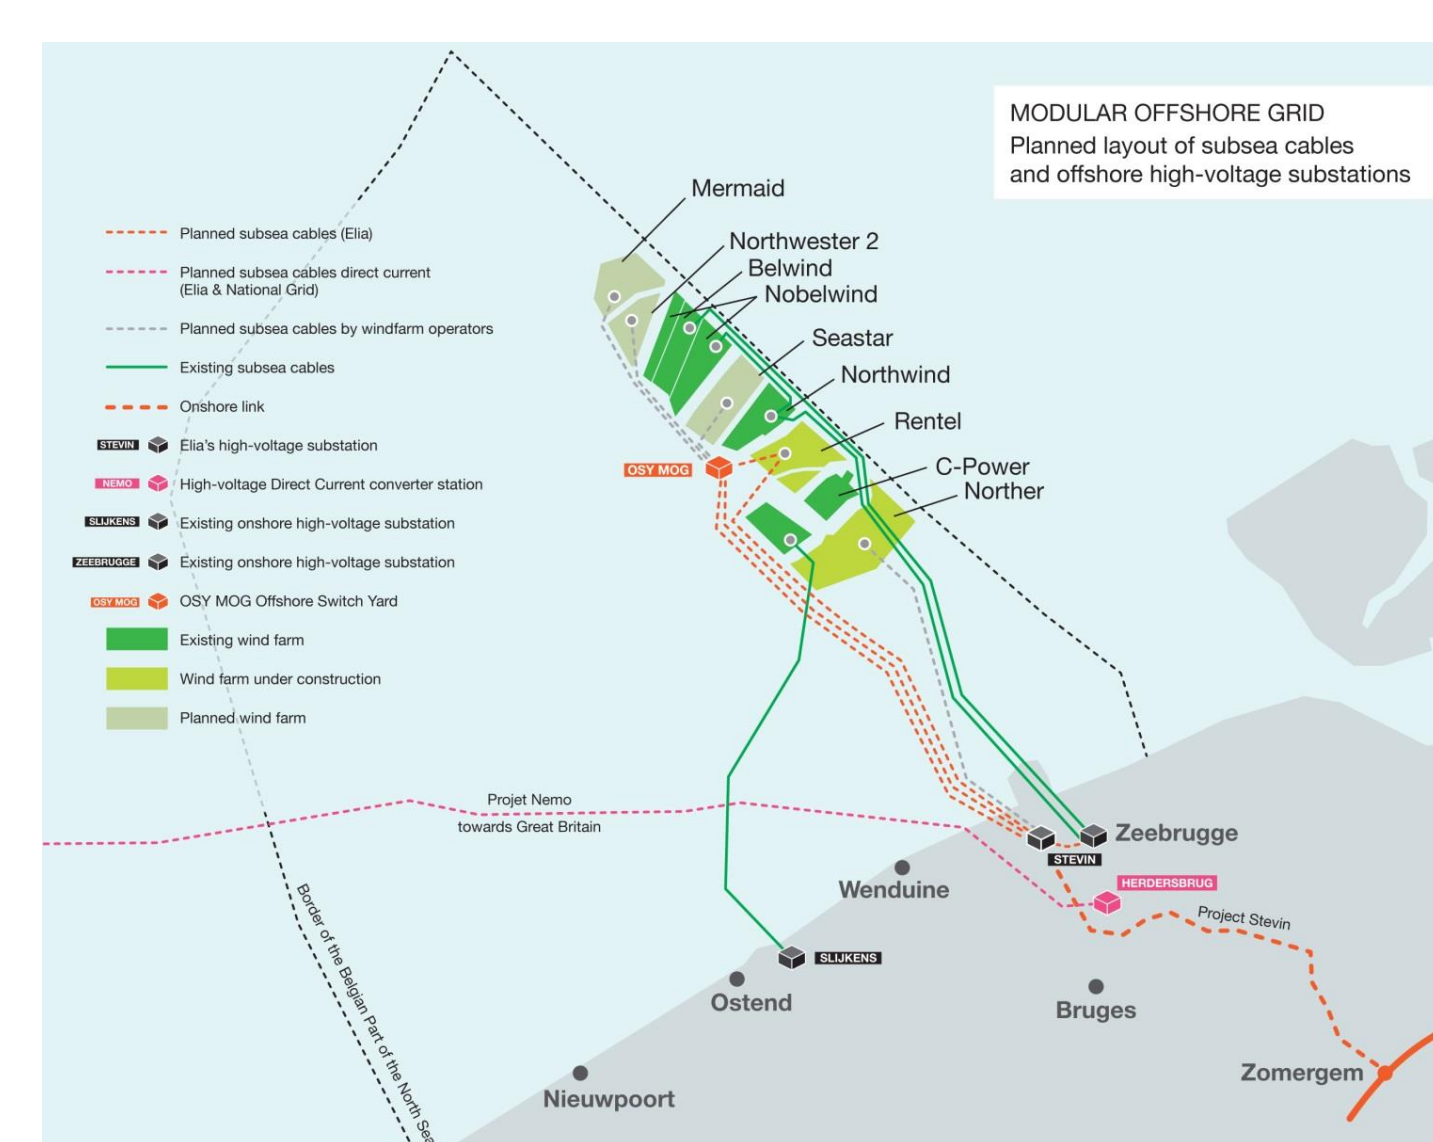 MODULAR OFFSHORE GRID
Planned layout of subsea cables
and offshore high-voltage substations
Mermaid
Northwester 2
Belwind
Nobelwind
Seastar
Northwind
Rentel
C-Power
Norther
OSY MOG
Planned subsea cables (Elia)
Planned subsea cables direct current
(Elia & National Grid)
Planned subsea cables by windfarm operators
Existing subsea cables
Onshore link
STEVIN Elia's high-voltage substation
NEMO High-voltage Direct Current converter station
SLIJKENS Existing onshore high-voltage substation
ZEEBRUGGE Existing onshore high-voltage substation
OSY MOG OSY MOG Offshore Switch Yard
Existing wind farm
Wind farm under construction
Planned wind farm
Projet Nemo
towards Great Britain
Border of the Belgian Part of the North Sea
Zeebrugge
STEVIN
HERDERSBRUG
Wenduine
Project Stevin
SLIJKENS
Ostend
Bruges
Zomergem
Nieuwpoort